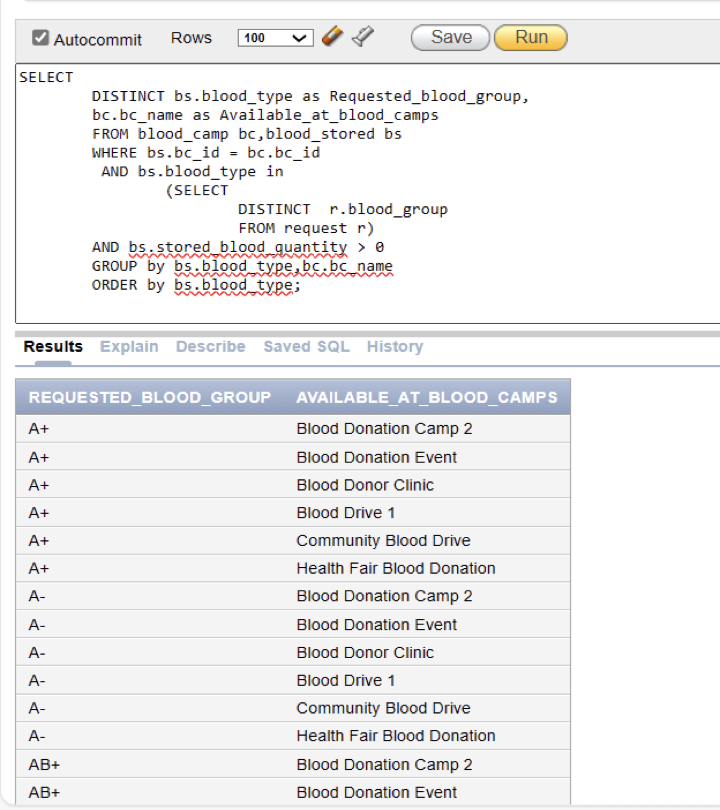 Autocommit Rows 100 Save Run
SELECT
DISTINCT bs.blood_type as Requested_blood_group,
bc.bc_name as Available_at_blood_camps
FROM blood_camp bc,blood_stored bs
WHERE bs.bc_id = bc.bc_id
AND bs.blood_type in
(SELECT
DISTINCT  r.blood_group
FROM request r)
AND bs.stored_blood_quantity > 0
GROUP by bs.blood_type,bc.bc_name
ORDER by bs.blood_type;
Results Explain Describe Saved SQL History
REQUESTED_BLOOD_GROUP AVAILABLE_AT_BLOOD_CAMPS
A+ Blood Donation Camp 2
A+ Blood Donation Event
A+ Blood Donor Clinic
A+ Blood Drive 1
A+ Community Blood Drive
A+ Health Fair Blood Donation
A- Blood Donation Camp 2
A- Blood Donation Event
A- Blood Donor Clinic
A- Blood Drive 1
A- Community Blood Drive
A- Health Fair Blood Donation
AB+ Blood Donation Camp 2
AB+ Blood Donation Event